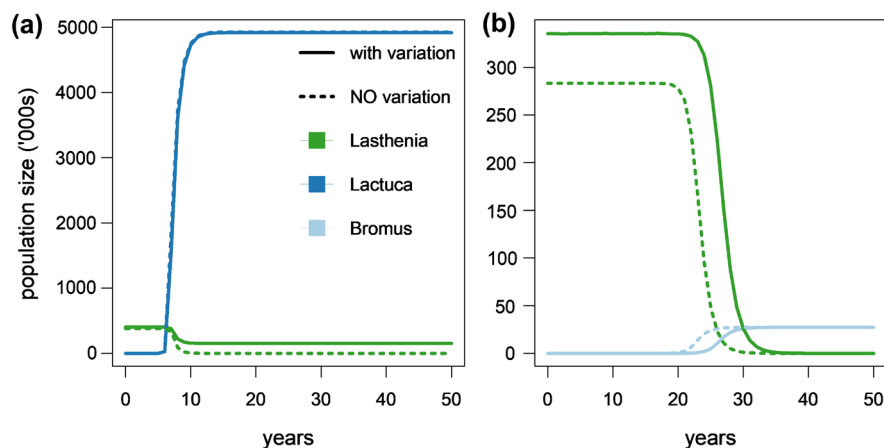 (a)
5000
4000
3000
2000
1000
0
population size ('000s)
with variation
NO variation
Lasthenia
Lactuca
Bromus
0 10 20 30 40 50
years
(b)
300
250
200
150
100
50
0
0 10 20 30 40 50
years